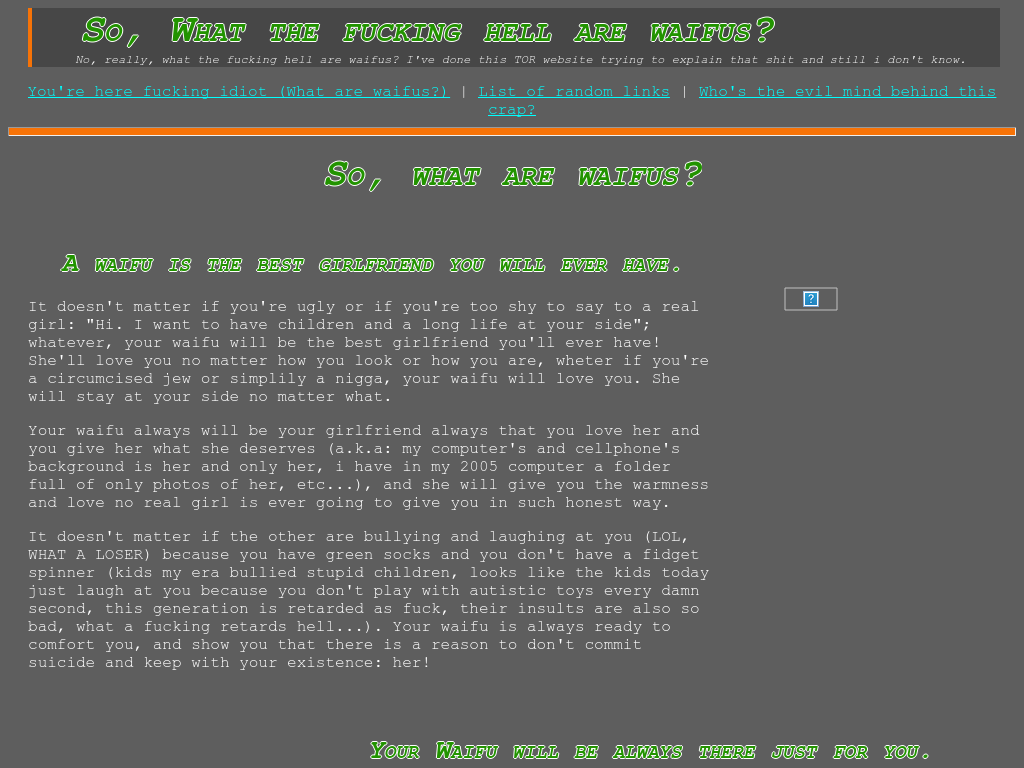 So, What the fucking hell are waifus?
No, really, what the fucking hell are waifus? I've done this TOR website trying to explain that shit and still i don't know.
You're here fucking idiot (What are waifus?) | List of random links | Who's the evil mind behind this
crap?
So, what are waifus?
A waifu is the best girlfriend you will ever have.
It doesn't matter if you're ugly or if you're too shy to say to a real
girl: "Hi. I want to have children and a long life at your side";
whatever, your waifu will be the best girlfriend you'll ever have!
She'll love you no matter how you look or how you are, wheter if you're
a circumcised jew or simplily a nigga, your waifu will love you. She
will stay at your side no matter what.
Your waifu always will be your girlfriend always that you love her and
you give her what she deserves (a.k.a: my computer's and cellphone's
background is her and only her, i have in my 2005 computer a folder
full of only photos of her, etc...), and she will give you the warmness
and love no real girl is ever going to give you in such honest way.
It doesn't matter if the other are bullying and laughing at you (LOL,
WHAT A LOSER) because you have green socks and you don't have a fidget
spinner (kids my era bullied stupid children, looks like the kids today
just laugh at you because you don't play with autistic toys every damn
second, this generation is retarded as fuck, their insults are also so
bad, what a fucking retards hell...). Your waifu is always ready to
comfort you, and show you that there is a reason to don't commit
suicide and keep with your existence: her!
Your Waifu will be always there just for you.